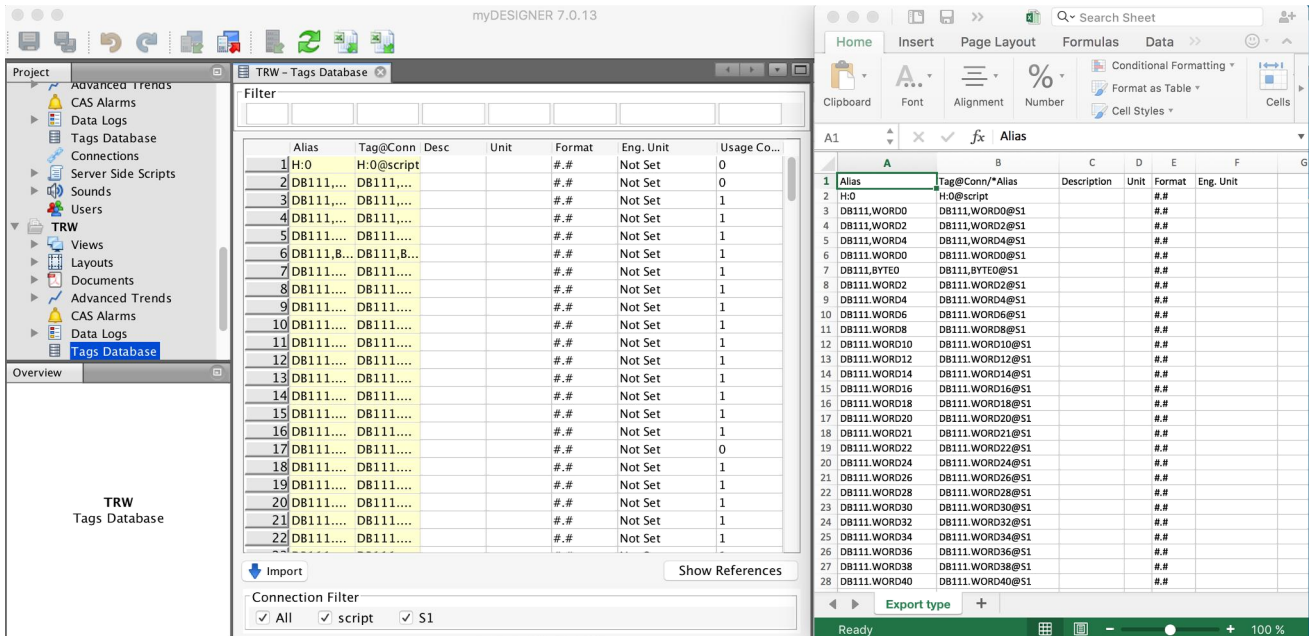 myDESIGNER 7.0.13
Project
Advanced Trends
CAS Alarms
Data Logs
Tags Database
Connections
Server Side Scripts
Sounds
Users
TRW
Views
Layouts
Documents
Advanced Trends
CAS Alarms
Data Logs
Tags Database
Overview
TRW
Tags Database
TRW - Tags Database
Filter
Alias Tag@Conn Desc Unit Format Eng. Unit Usage Co...
1 H:0 H:0@script #.# Not Set 0
2 DB111,... DB111,... #.# Not Set 0
3 DB111,... DB111,... #.# Not Set 1
4 DB111,... DB111,... #.# Not Set 1
5 DB111.... DB111.... #.# Not Set 1
6 DB111,B... DB111,B... #.# Not Set 1
7 DB111.... DB111.... #.# Not Set 1
8 DB111.... DB111.... #.# Not Set 1
9 DB111.... DB111.... #.# Not Set 1
10 DB111.... DB111.... #.# Not Set 1
11 DB111.... DB111.... #.# Not Set 1
12 DB111.... DB111.... #.# Not Set 1
13 DB111.... DB111.... #.# Not Set 1
14 DB111.... DB111.... #.# Not Set 1
15 DB111.... DB111.... #.# Not Set 1
16 DB111.... DB111.... #.# Not Set 1
17 DB111.... DB111.... #.# Not Set 0
18 DB111.... DB111.... #.# Not Set 1
19 DB111.... DB111.... #.# Not Set 1
20 DB111.... DB111.... #.# Not Set 1
21 DB111.... DB111.... #.# Not Set 1
22 DB111.... DB111.... #.# Not Set 1
Import
Show References
Connection Filter
All script S1
Search Sheet
Home Insert Page Layout Formulas Data
Clipboard Font Alignment Number Conditional Formatting Format as Table Cell Styles Cells
A1 fx Alias
A B C D E F G
1 Alias Tag@Conn/*Alias Description Unit Format Eng. Unit
2 H:0 H:0@script #.#
3 DB111,WORD0 DB111,WORD0@S1 #.#
4 DB111,WORD2 DB111,WORD2@S1 #.#
5 DB111,WORD4 DB111,WORD4@S1 #.#
6 DB111.WORD0 DB111.WORD0@S1 #.#
7 DB111,BYTE0 DB111,BYTE0@S1 #.#
8 DB111.WORD2 DB111.WORD2@S1 #.#
9 DB111.WORD4 DB111.WORD4@S1 #.#
10 DB111.WORD6 DB111.WORD6@S1 #.#
11 DB111.WORD8 DB111.WORD8@S1 #.#
12 DB111.WORD10 DB111.WORD10@S1 #.#
13 DB111.WORD12 DB111.WORD12@S1 #.#
14 DB111.WORD14 DB111.WORD14@S1 #.#
15 DB111.WORD16 DB111.WORD16@S1 #.#
16 DB111.WORD18 DB111.WORD18@S1 #.#
17 DB111.WORD20 DB111.WORD20@S1 #.#
18 DB111.WORD21 DB111.WORD21@S1 #.#
19 DB111.WORD22 DB111.WORD22@S1 #.#
20 DB111.WORD24 DB111.WORD24@S1 #.#
21 DB111.WORD26 DB111.WORD26@S1 #.#
22 DB111.WORD28 DB111.WORD28@S1 #.#
23 DB111.WORD30 DB111.WORD30@S1 #.#
24 DB111.WORD32 DB111.WORD32@S1 #.#
25 DB111.WORD34 DB111.WORD34@S1 #.#
26 DB111.WORD36 DB111.WORD36@S1 #.#
27 DB111.WORD38 DB111.WORD38@S1 #.#
28 DB111.WORD40 DB111.WORD40@S1 #.#
Export type
Ready
100 %